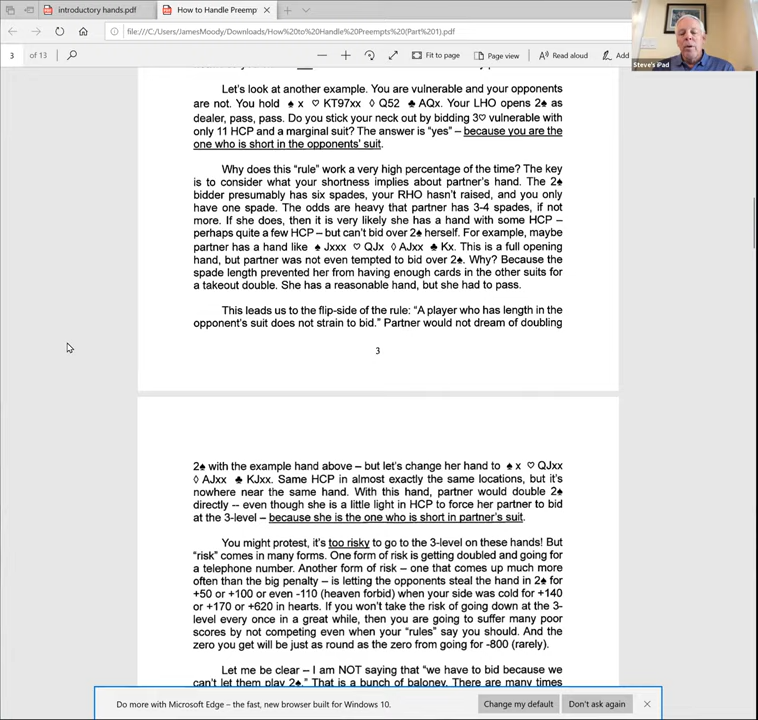 introductory hands.pdf
How to Handle Preemp
file:///C:/Users/JamesMoody/Downloads/How%20to%20Handle%20Preempts%20(Part%201).pdf
3 of 13
Fit to page
Page view
Read aloud
Add
Steve's iPad
Let's look at another example. You are vulnerable and your opponents
are not. You hold ♠ x ♡ KT97xx ◊ Q52 ♣ AQx. Your LHO opens 2♠ as
dealer, pass, pass. Do you stick your neck out by bidding 3♡ vulnerable with
only 11 HCP and a marginal suit? The answer is "yes" – because you are the
one who is short in the opponents' suit.
Why does this "rule" work a very high percentage of the time? The key
is to consider what your shortness implies about partner's hand. The 2♠
bidder presumably has six spades, your RHO hasn't raised, and you only
have one spade. The odds are heavy that partner has 3-4 spades, if not
more. If she does, then it is very likely she has a hand with some HCP –
perhaps quite a few HCP – but can't bid over 2♠ herself. For example, maybe
partner has a hand like ♠ Jxxx ♡ QJx ◊ AJxx ♣ Kx. This is a full opening
hand, but partner was not even tempted to bid over 2♠. Why? Because the
spade length prevented her from having enough cards in the other suits for
a takeout double. She has a reasonable hand, but she had to pass.
This leads us to the flip-side of the rule: "A player who has length in the
opponent's suit does not strain to bid." Partner would not dream of doubling
3
2♠ with the example hand above – but let's change her hand to ♠ x ♡ QJxx
◊ AJxx ♣ KJxx. Same HCP in almost exactly the same locations, but it's
nowhere near the same hand. With this hand, partner would double 2♠
directly -- even though she is a little light in HCP to force her partner to bid
at the 3-level – because she is the one who is short in partner's suit.
You might protest, it's too risky to go to the 3-level on these hands! But
"risk" comes in many forms. One form of risk is getting doubled and going for
a telephone number. Another form of risk – one that comes up much more
often than the big penalty – is letting the opponents steal the hand in 2♠ for
+50 or +100 or even -110 (heaven forbid) when your side was cold for +140
or +170 or +620 in hearts. If you won't take the risk of going down at the 3-
level every once in a great while, then you are going to suffer many poor
scores by not competing even when your "rules" say you should. And the
zero you get will be just as round as the zero from going for -800 (rarely).
Let me be clear – I am NOT saying that "we have to bid because we
can't let them play 2♠." That is a bunch of baloney. There are many times
Do more with Microsoft Edge – the fast, new browser built for Windows 10.
Change my default
Don't ask again